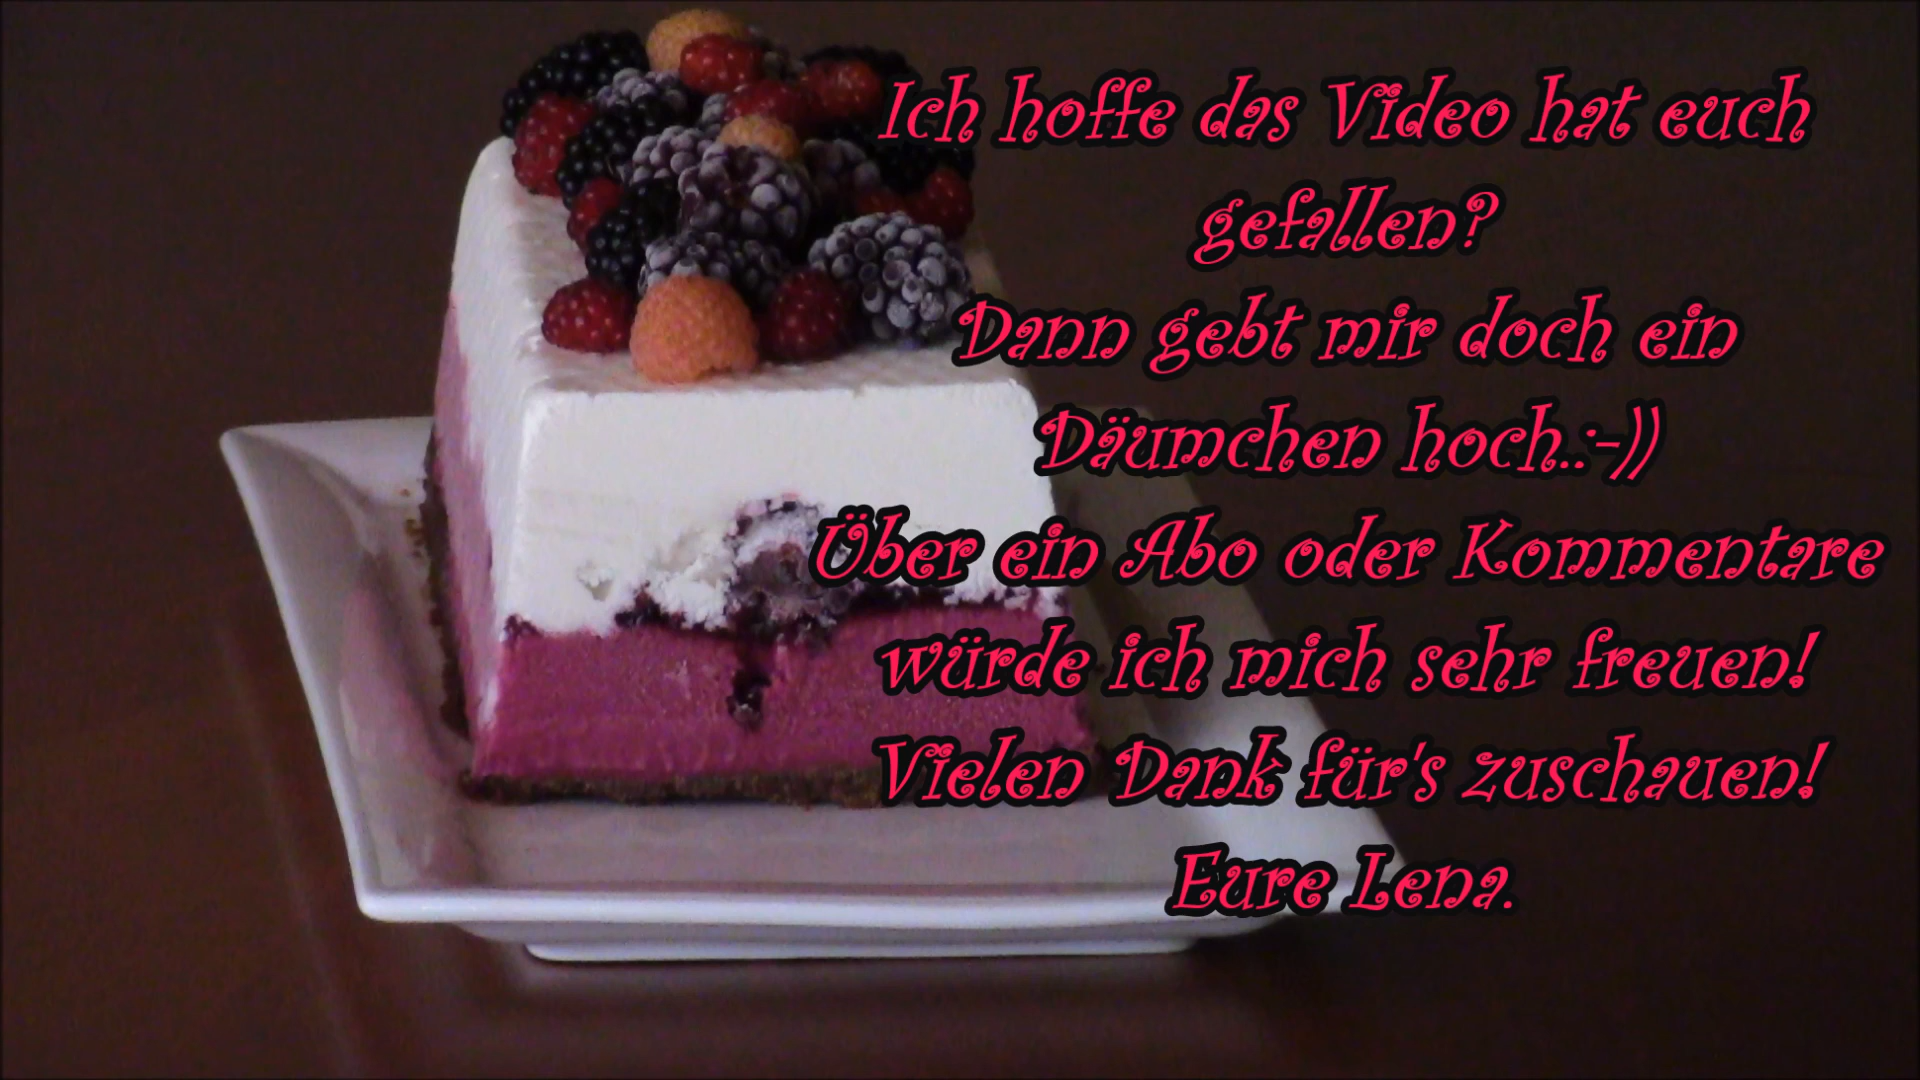 Ich hoffe das Video hat euch
gefallen?
Dann gebt mir doch ein
Däumchen hoch..:-))
Über ein Abo oder Kommentare
würde ich mich sehr freuen!
Vielen Dank für's zuschauen!
Eure Lena.